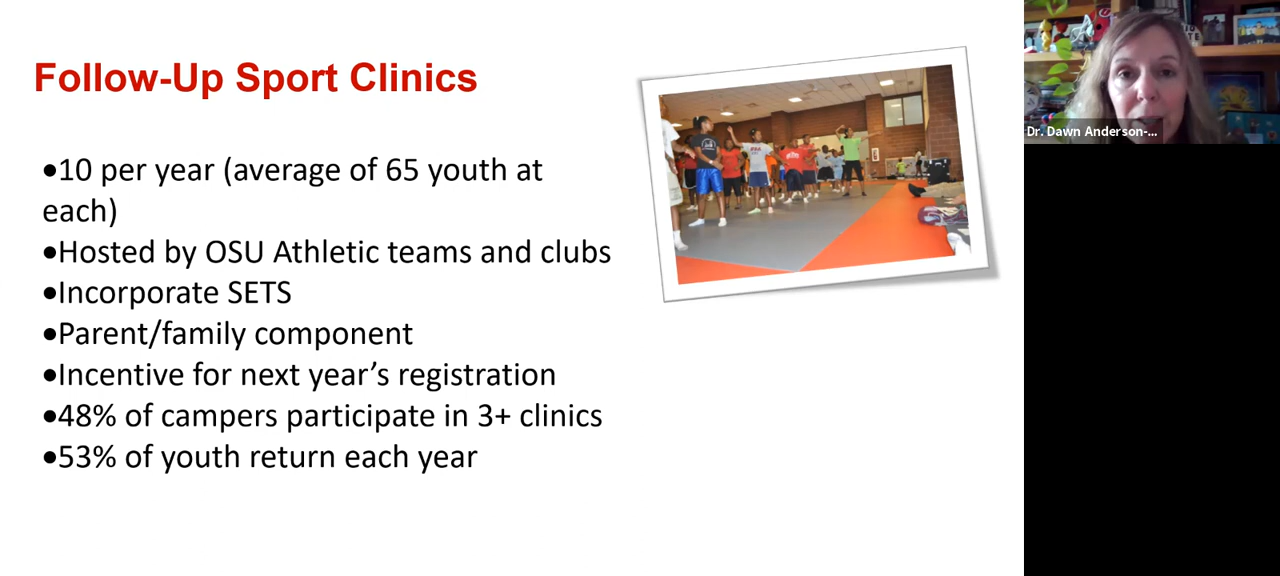 Follow-Up Sport Clinics
•10 per year (average of 65 youth at
each)
•Hosted by OSU Athletic teams and clubs
•Incorporate SETS
•Parent/family component
•Incentive for next year’s registration
•48% of campers participate in 3+ clinics
•53% of youth return each year
Dr. Dawn Anderson-...